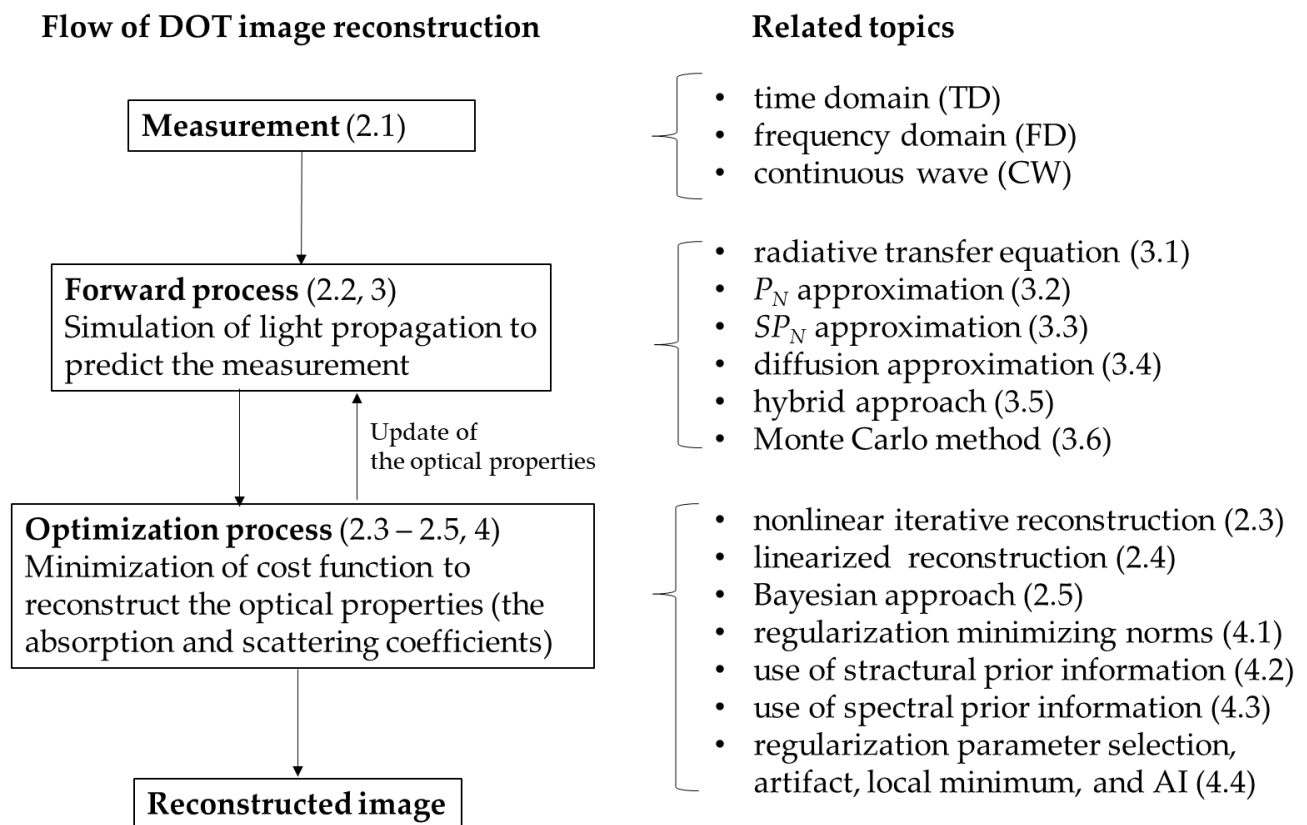 Flow of DOT image reconstruction
Measurement (2.1)
Forward process (2.2, 3)
Simulation of light propagation to
predict the measurement
Update of
the optical properties
Optimization process (2.3 – 2.5, 4)
Minimization of cost function to
reconstruct the optical properties (the
absorption and scattering coefficients)
Reconstructed image
Related topics
• time domain (TD)
• frequency domain (FD)
• continuous wave (CW)
• radiative transfer equation (3.1)
• P_N approximation (3.2)
• SP_N approximation (3.3)
• diffusion approximation (3.4)
• hybrid approach (3.5)
• Monte Carlo method (3.6)
• nonlinear iterative reconstruction (2.3)
• linearized reconstruction (2.4)
• Bayesian approach (2.5)
• regularization minimizing norms (4.1)
• use of stractural prior information (4.2)
• use of spectral prior information (4.3)
• regularization parameter selection,
artifact, local minimum, and AI (4.4)